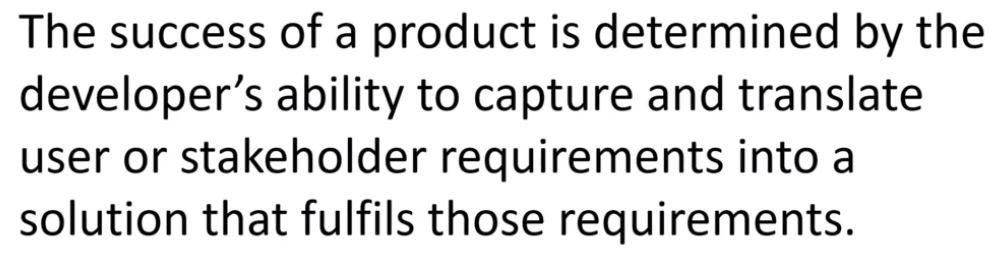 The success of a product is determined by the
developer’s ability to capture and translate
user or stakeholder requirements into a
solution that fulfils those requirements.